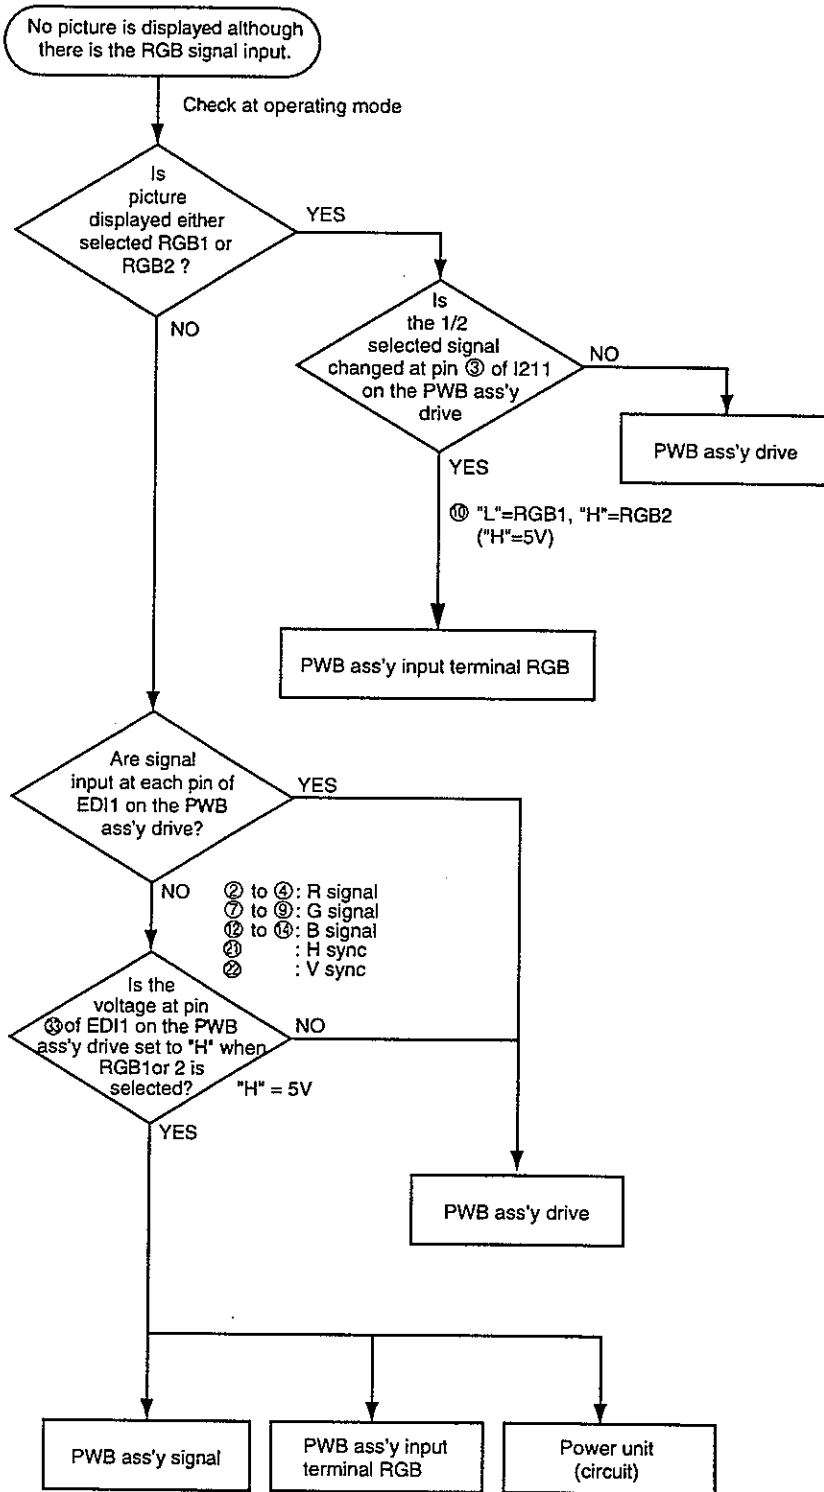 No picture is displayed although
there is the RGB signal input.
Check at operating mode
Is
picture
displayed either
selected RGB1 or
RGB2 ?
YES
NO
Is
the 1/2
selected signal
changed at pin ③ of I211
on the PWB ass'y
drive
NO
PWB ass'y drive
YES
⑩ "L"=RGB1, "H"=RGB2
("H"=5V)
PWB ass'y input terminal RGB
Are signal
input at each pin of
EDI1 on the PWB
ass'y drive?
YES
NO
② to ④: R signal
⑦ to ⑨: G signal
⑫ to ⑭: B signal
㉑ : H sync
㉒ : V sync
Is the
voltage at pin
㉝of EDI1 on the PWB
ass'y drive set to "H" when
RGB1or 2 is
selected?
NO
"H" = 5V
YES
PWB ass'y drive
PWB ass'y signal
PWB ass'y input
terminal RGB
Power unit
(circuit)